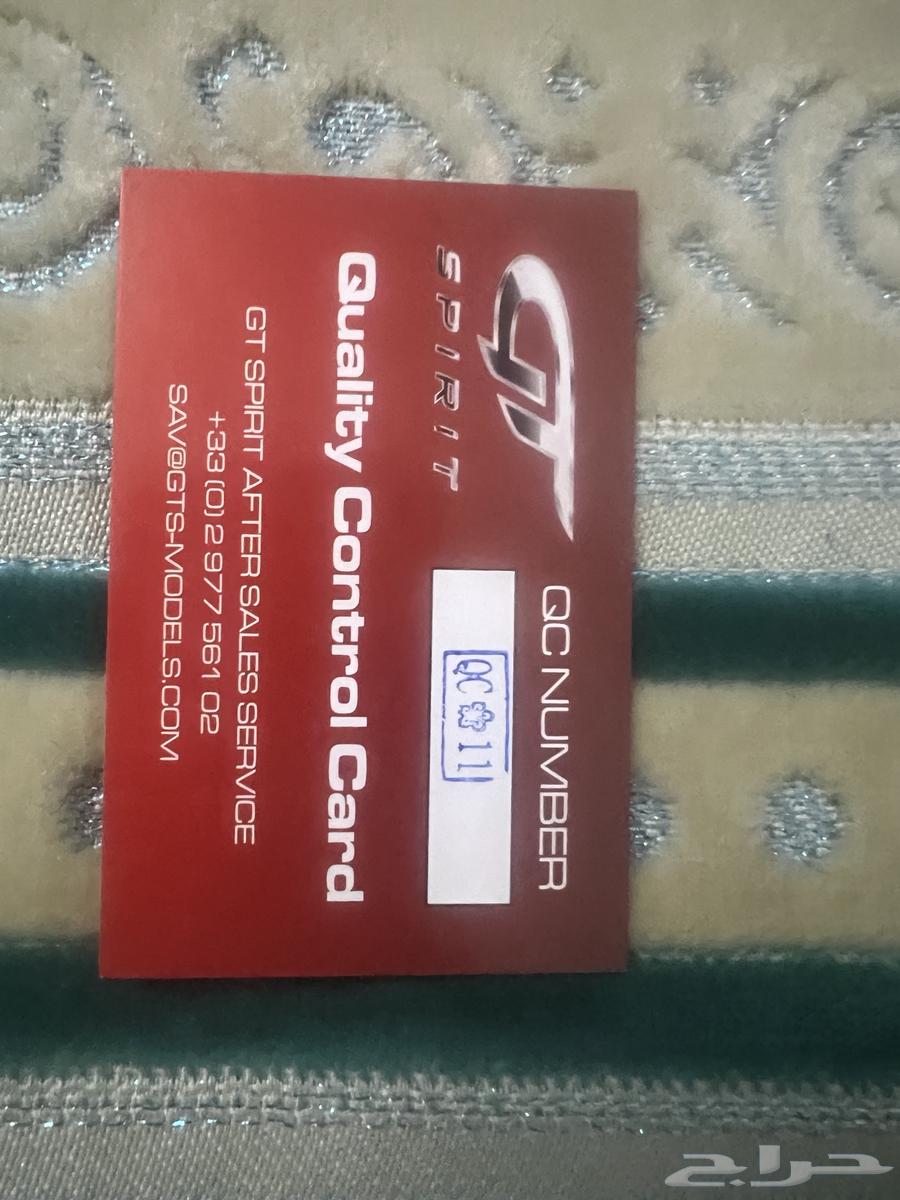 GT
SPIRIT
QC NUMBER
QC 11
Quality Control Card
GT SPIRIT AFTER SALES SERVICE
+33 (0) 2 977 561 02
SAV@GTS-MODELS.COM
حراج